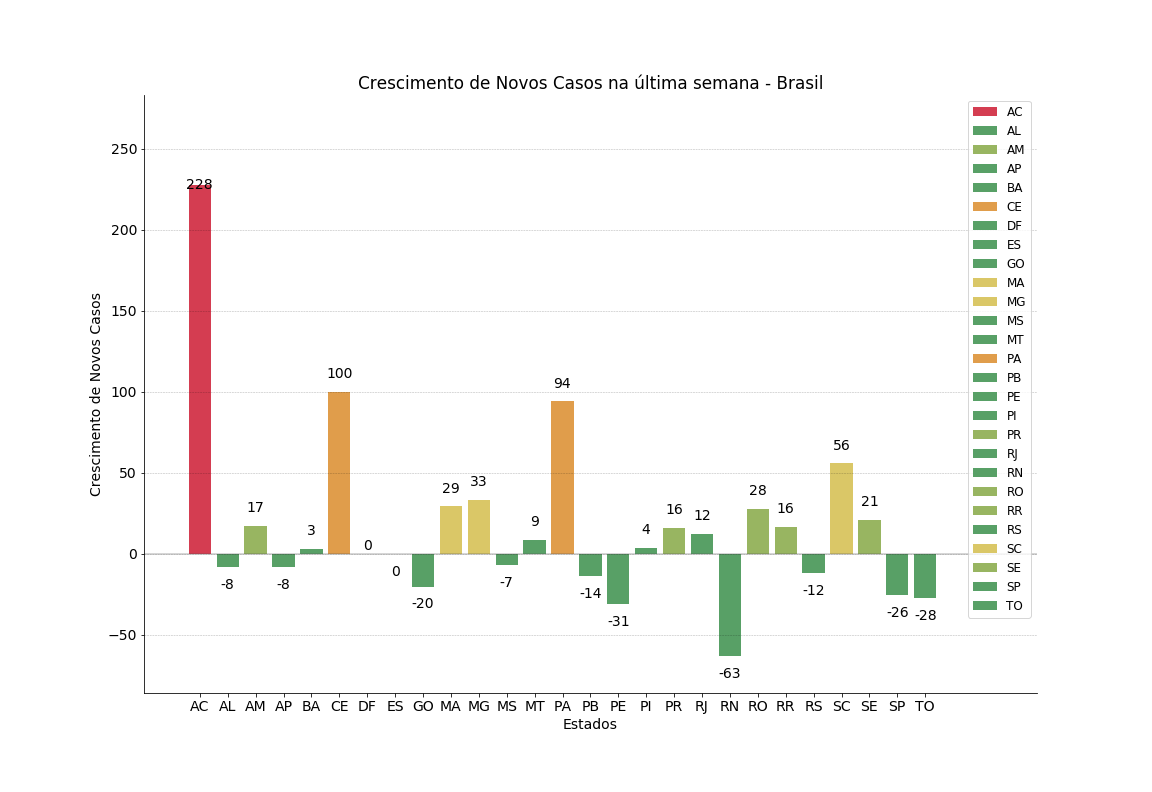 Crescimento de Novos Casos na última semana - Brasil
Crescimento de Novos Casos
250
200
150
100
50
0
−50
228
-8
17
-8
3
100
0
0
-20
29
33
-7
9
94
-14
-31
4
16
12
-63
28
16
-12
56
21
-26
-28
AC AL AM AP BA CE DF ES GO MA MG MS MT PA PB PE PI PR RJ RN RO RR RS SC SE SP TO
Estados
AC
AL
AM
AP
BA
CE
DF
ES
GO
MA
MG
MS
MT
PA
PB
PE
PI
PR
RJ
RN
RO
RR
RS
SC
SE
SP
TO